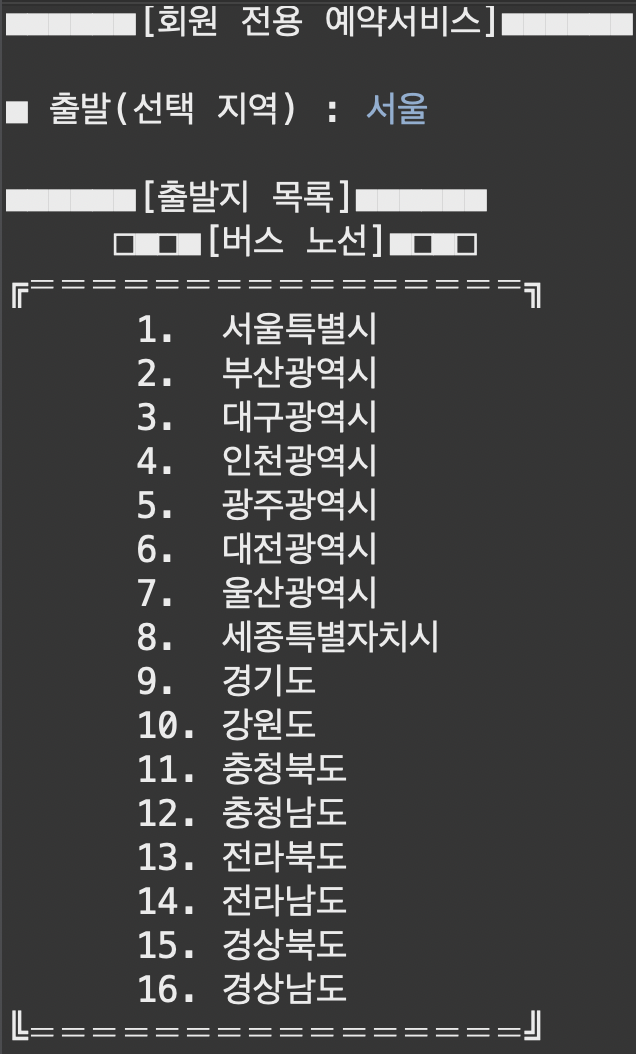 ■■■■■■[회원 전용 예약서비스]■■■■■■
■ 출발(선택 지역) : 서울
■■■■■■[출발지 목록]■■■■■■
□■□■[버스 노선]■□■□
╔================╗
1. 서울특별시
2. 부산광역시
3. 대구광역시
4. 인천광역시
5. 광주광역시
6. 대전광역시
7. 울산광역시
8. 세종특별자치시
9. 경기도
10. 강원도
11. 충청북도
12. 충청남도
13. 전라북도
14. 전라남도
15. 경상북도
16. 경상남도
╚================╝